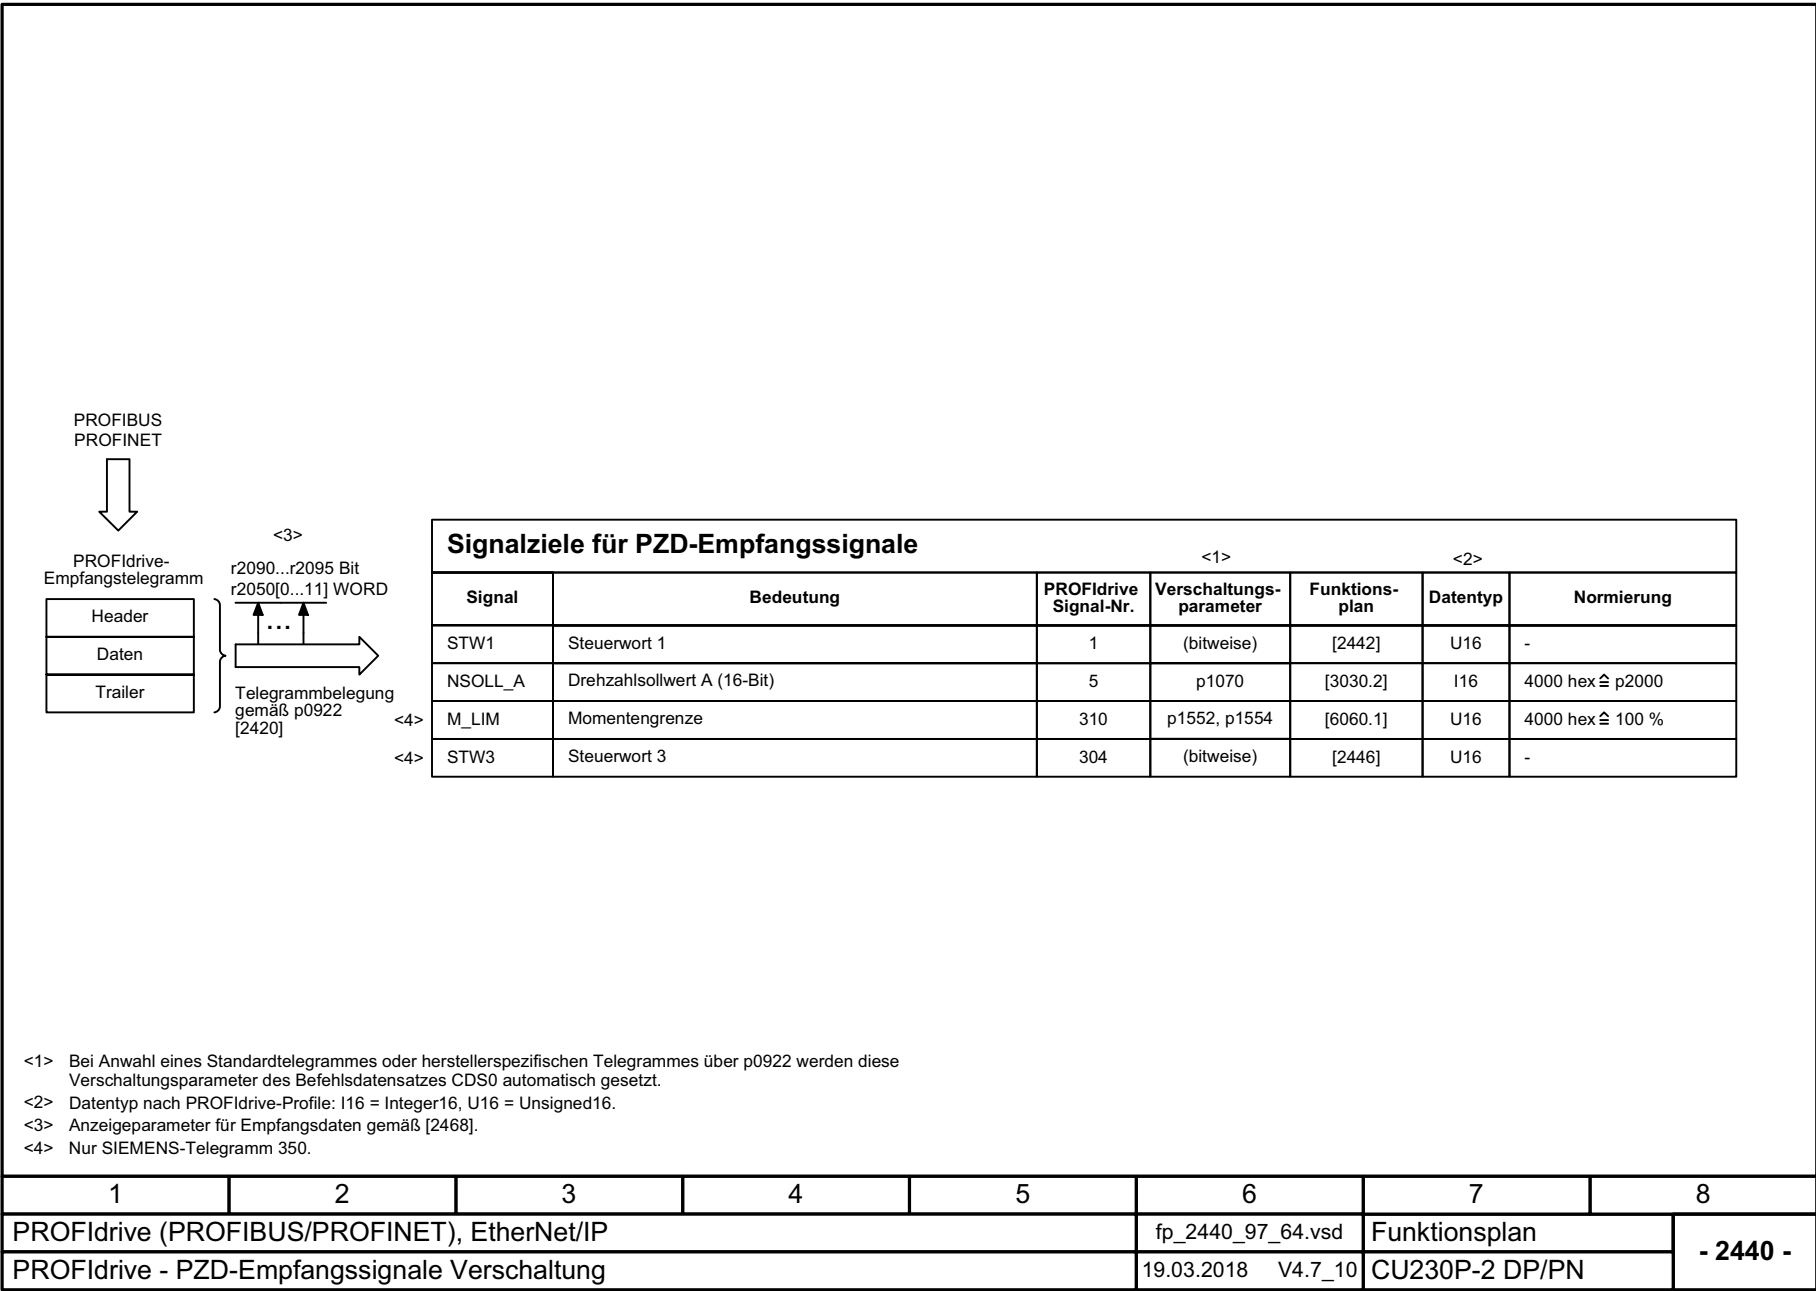 PROFIBUS
PROFINET
PROFIdrive-
Empfangstelegramm
Header
Daten
Trailer
<3>
r2090...r2095 Bit
r2050[0...11] WORD
...
Telegrammbelegung
gemäß p0922
[2420]
Signalziele für PZD-Empfangssignale <1> <2>
Signal Bedeutung PROFIdrive Signal-Nr. Verschaltungs-parameter Funktions-plan Datentyp Normierung
STW1 Steuerwort 1 1 (bitweise) [2442] U16 -
NSOLL_A Drehzahlsollwert A (16-Bit) 5 p1070 [3030.2] I16 4000 hex ≙ p2000
<4> M_LIM Momentengrenze 310 p1552, p1554 [6060.1] U16 4000 hex ≙ 100 %
<4> STW3 Steuerwort 3 304 (bitweise) [2446] U16 -
<1> Bei Anwahl eines Standardtelegrammes oder herstellerspezifischen Telegrammes über p0922 werden diese
Verschaltungsparameter des Befehlsdatensatzes CDS0 automatisch gesetzt.
<2> Datentyp nach PROFIdrive-Profile: I16 = Integer16, U16 = Unsigned16.
<3> Anzeigeparameter für Empfangsdaten gemäß [2468].
<4> Nur SIEMENS-Telegramm 350.
1 2 3 4 5 6 7 8
PROFIdrive (PROFIBUS/PROFINET), EtherNet/IP fp_2440_97_64.vsd Funktionsplan
PROFIdrive - PZD-Empfangssignale Verschaltung 19.03.2018 V4.7_10 CU230P-2 DP/PN
- 2440 -